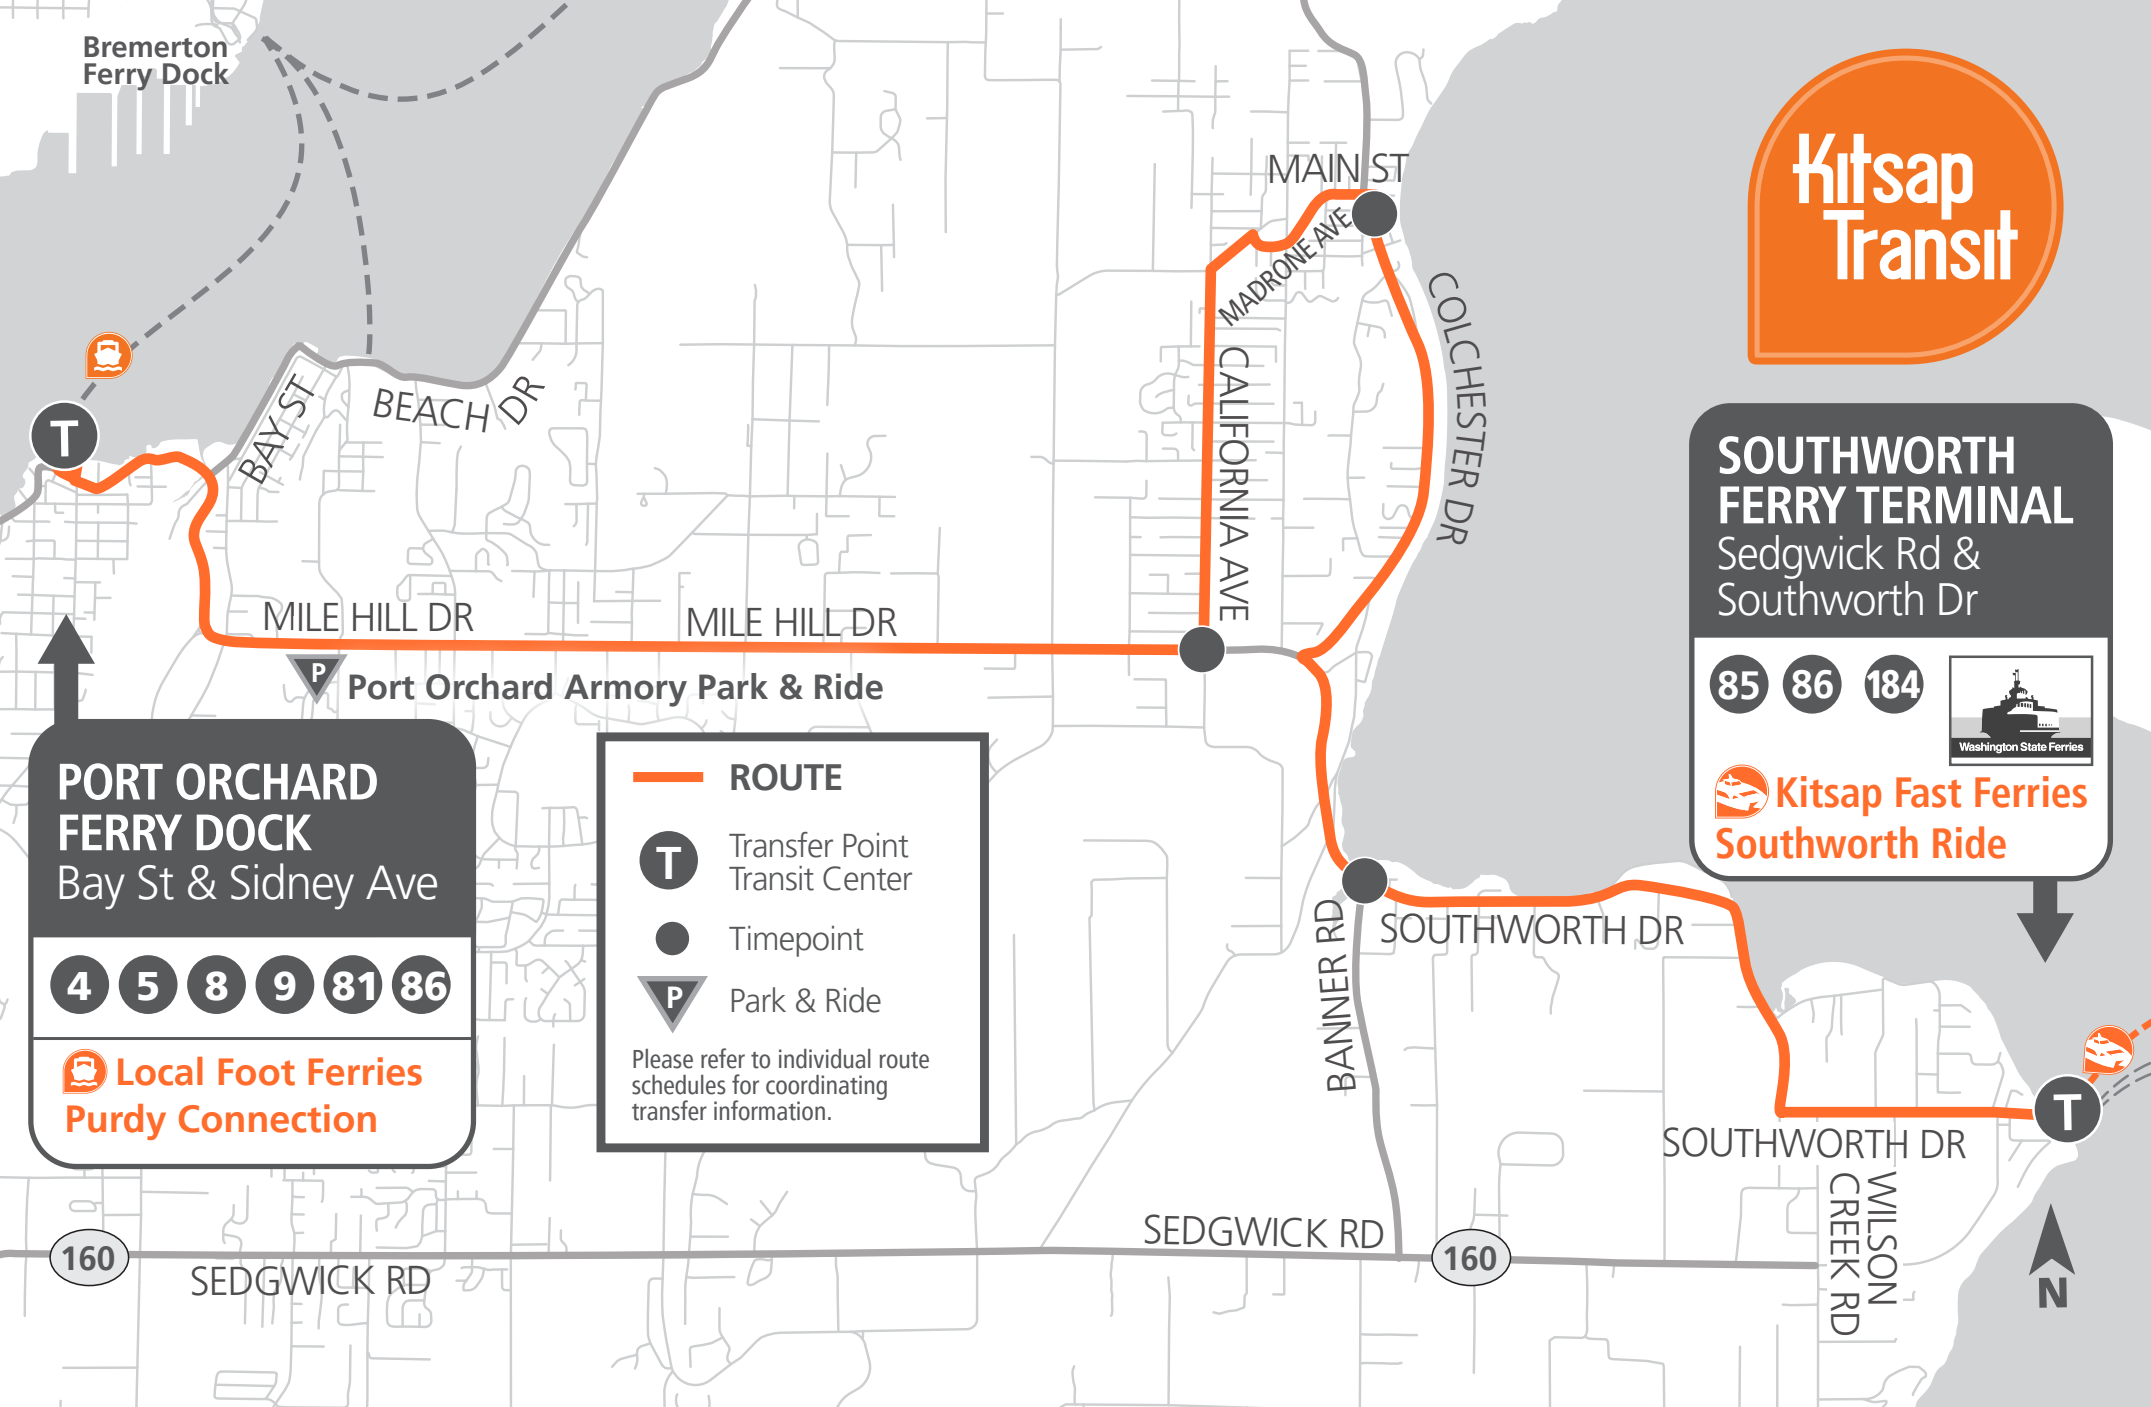 Bremerton
Ferry Dock
Kitsap
Transit
MAIN ST
MADRONE AVE
COLCHESTER DR
CALIFORNIA AVE
BAY ST
BEACH DR
T
MILE HILL DR
MILE HILL DR
P
Port Orchard Armory Park & Ride
SOUTHWORTH
FERRY TERMINAL
Sedgwick Rd &
Southworth Dr
85 86 184
Washington State Ferries
Kitsap Fast Ferries
Southworth Ride
PORT ORCHARD
FERRY DOCK
Bay St & Sidney Ave
4 5 8 9 81 86
Local Foot Ferries
Purdy Connection
ROUTE
T
Transfer Point
Transit Center
Timepoint
P
Park & Ride
Please refer to individual route
schedules for coordinating
transfer information.
BANNER RD
SOUTHWORTH DR
T
SOUTHWORTH DR
WILSON
CREEK RD
SEDGWICK RD
160
160
SEDGWICK RD
N